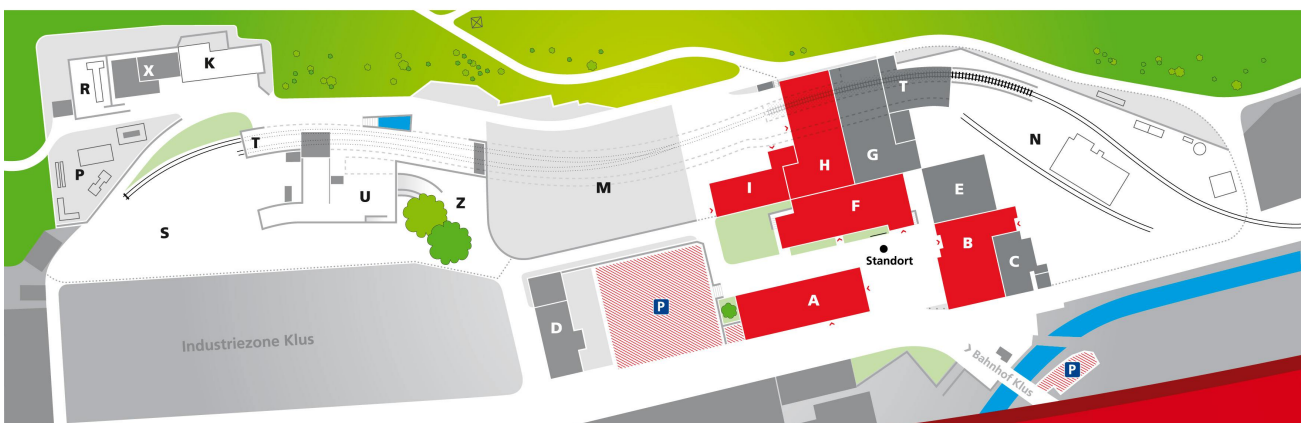 X
K
R
T
T
P
N
G
H
M
I
E
U
Z
F
S
B
Standort
C
A
P
D
Industriezone Klus
Bahnhof Klus
P